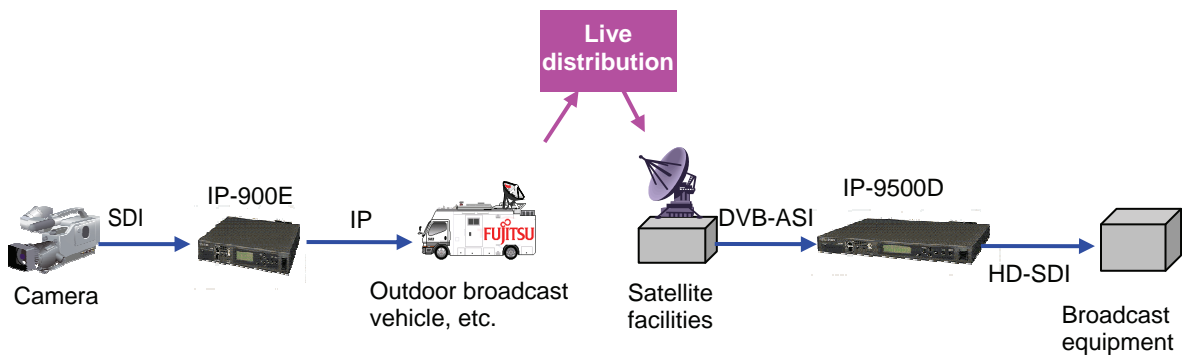 Live
distribution
IP-900E
IP-9500D
SDI
IP
FUJITSU
DVB-ASI
HD-SDI
Camera
Outdoor broadcast
vehicle, etc.
Satellite
facilities
Broadcast
equipment